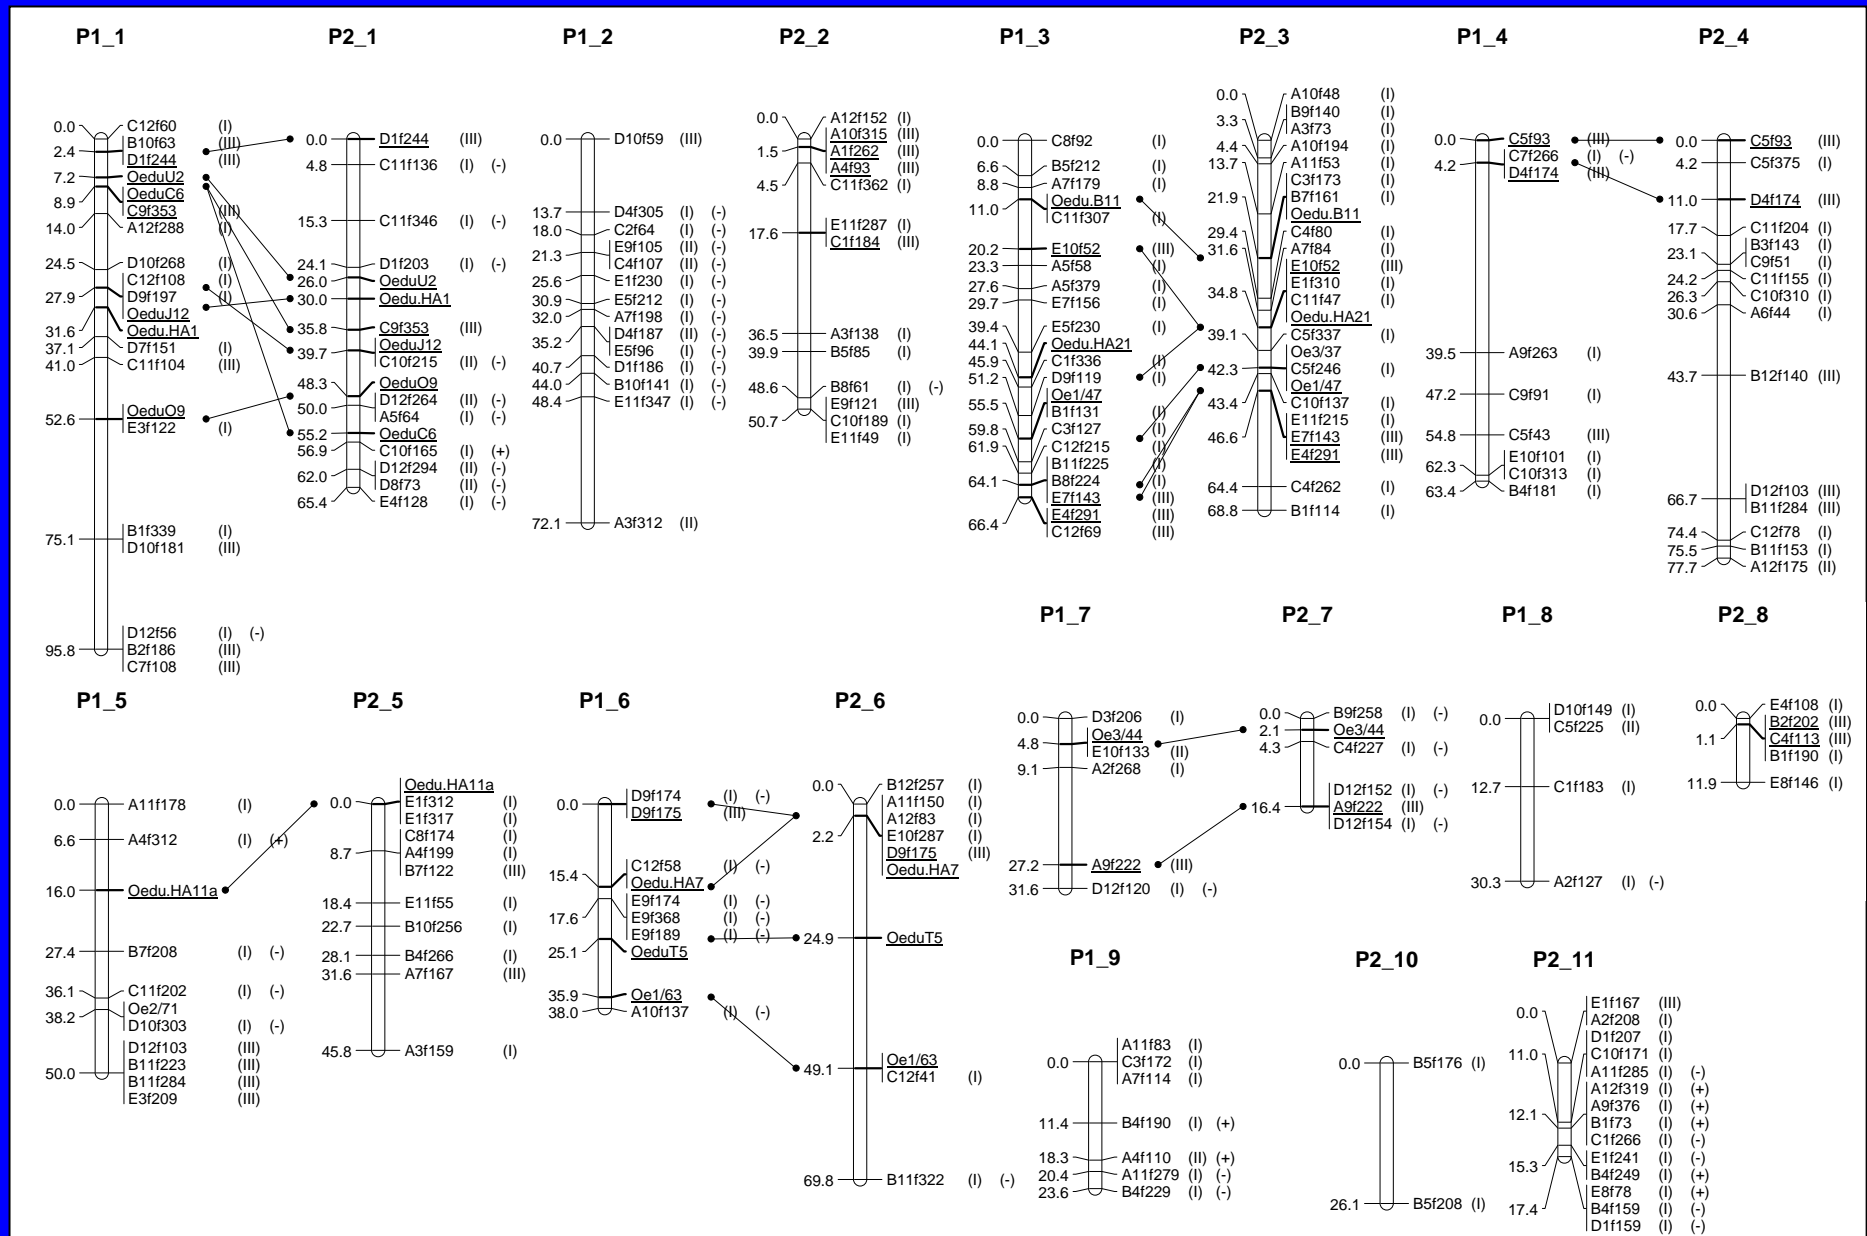 P1_1 P2_1 P1_2 P2_2 P1_3 P2_3 P1_4 P2_4
P1_1
0.0 C12f60 (I)
B10f63 (III)
2.4 D1f244 (III)
7.2 OeduU2
OeduC6
8.9 C9f353 (III)
14.0 A12f288 (I)
24.5 D10f268 (I)
C12f108 (I)
27.9 D9f197 (I)
OeduJ12
31.6 Oedu.HA1
37.1 D7f151 (I)
41.0 C11f104 (III)
OeduO9
52.6 E3f122 (I)
75.1 B1f339 (I)
D10f181 (III)
D12f56 (I) (-)
95.8 B2f186 (III)
C7f108 (III)
0.0 D1f244 (III)
4.8 C11f136 (I) (-)
15.3 C11f346 (I) (-)
24.1 D1f203 (I) (-)
26.0 OeduU2
30.0 Oedu.HA1
35.8 C9f353 (III)
OeduJ12
39.7 C10f215 (II) (-)
48.3 OeduO9
D12f264 (II) (-)
50.0 A5f64 (I) (-)
55.2 OeduC6
56.9 C10f165 (I) (+)
D12f294 (II) (-)
62.0 D8f73 (II) (-)
65.4 E4f128 (I) (-)
0.0 D10f59 (III)
13.7 D4f305 (I) (-)
18.0 C2f64 (I) (-)
E9f105 (II) (-)
21.3 C4f107 (II) (-)
25.6 E1f230 (I) (-)
30.9 E5f212 (I) (-)
32.0 A7f198 (I) (-)
D4f187 (II) (-)
35.2 E5f96 (I) (-)
40.7 D1f186 (I) (-)
44.0 B10f141 (I) (-)
48.4 E11f347 (I) (-)
72.1 A3f312 (II)
0.0 A12f152 (I)
A10f315 (III)
1.5 A1f262 (III)
A4f93 (III)
4.5 C11f362 (I)
E11f287 (I)
17.6 C1f184 (III)
36.5 A3f138 (I)
39.9 B5f85 (I)
48.6 B8f61 (I) (-)
E9f121 (III)
50.7 C10f189 (I)
E11f49 (I)
0.0 C8f92 (I)
6.6 B5f212 (I)
8.8 A7f179 (I)
Oedu.B11
11.0 C11f307 (I)
20.2 E10f52 (III)
23.3 A5f58 (I)
27.6 A5f379 (I)
29.7 E7f156 (I)
39.4 E5f230 (I)
44.1 Oedu.HA21
45.9 C1f336 (I)
51.2 D9f119 (I)
Oe1/47
55.5 B1f131 (I)
59.8 C3f127 (I)
61.9 C12f215 (I)
B11f225 (I)
64.1 B8f224 (I)
E7f143 (III)
E4f291 (III)
66.4 C12f69 (III)
0.0 A10f48 (I)
B9f140 (I)
3.3 A3f73 (I)
4.4 A10f194 (I)
13.7 A11f53 (I)
C3f173 (I)
21.9 B7f161 (I)
Oedu.B11
29.4 C4f80 (I)
31.6 A7f84 (I)
E10f52 (III)
E1f310 (I)
34.8 C11f47 (I)
Oedu.HA21
39.1 C5f337 (I)
Oe3/37
42.3 C5f246 (I)
Oe1/47
43.4 C10f137 (I)
E11f215 (I)
46.6 E7f143 (III)
E4f291 (III)
64.4 C4f262 (I)
68.8 B1f114 (I)
0.0 C5f93 (III)
C7f266 (I) (-)
4.2 D4f174 (III)
39.5 A9f263 (I)
47.2 C9f91 (I)
54.8 C5f43 (III)
E10f101 (I)
62.3 C10f313 (I)
63.4 B4f181 (I)
0.0 C5f93 (III)
4.2 C5f375 (I)
11.0 D4f174 (III)
17.7 C11f204 (I)
B3f143 (I)
23.1 C9f51 (I)
24.2 C11f155 (I)
26.3 C10f310 (I)
30.6 A6f44 (I)
43.7 B12f140 (III)
66.7 D12f103 (III)
B11f284 (III)
74.4 C12f78 (I)
75.5 B11f153 (I)
77.7 A12f175 (II)
P1_5
0.0 A11f178 (I)
6.6 A4f312 (I) (+)
16.0 Oedu.HA11a
27.4 B7f208 (I) (-)
36.1 C11f202 (I) (-)
Oe2/71
38.2 D10f303 (I) (-)
D12f103 (III)
B11f223 (III)
50.0 B11f284 (III)
E3f209 (III)
P2_5
Oedu.HA11a
0.0 E1f312 (I)
E1f317 (I)
C8f174 (I)
8.7 A4f199 (I)
B7f122 (III)
18.4 E11f55 (I)
22.7 B10f256 (I)
28.1 B4f266 (I)
31.6 A7f167 (III)
45.8 A3f159 (I)
P1_6
D9f174 (I) (-)
0.0 D9f175 (III)
C12f58 (I) (-)
15.4 Oedu.HA7
E9f174 (I) (-)
17.6 E9f368 (I) (-)
E9f189 (I) (-)
25.1 OeduT5
35.9 Oe1/63
38.0 A10f137 (I) (-)
P2_6
0.0 B12f257 (I)
A11f150 (I)
A12f83 (I)
2.2 E10f287 (I)
D9f175 (III)
Oedu.HA7
24.9 OeduT5
Oe1/63
49.1 C12f41 (I)
69.8 B11f322 (I) (-)
P1_7
0.0 D3f206 (I)
Oe3/44
4.8 E10f133 (II)
9.1 A2f268 (I)
27.2 A9f222 (III)
31.6 D12f120 (I) (-)
P2_7
0.0 B9f258 (I) (-)
2.1 Oe3/44
4.3 C4f227 (I) (-)
D12f152 (I) (-)
16.4 A9f222 (III)
D12f154 (I) (-)
P1_8
0.0 D10f149 (I)
C5f225 (II)
12.7 C1f183 (I)
30.3 A2f127 (I) (-)
P2_8
0.0 E4f108 (I)
B2f202 (III)
1.1 C4f113 (III)
B1f190 (I)
11.9 E8f146 (I)
P1_9
A11f83 (I)
0.0 C3f172 (I)
A7f114 (I)
11.4 B4f190 (I) (+)
18.3 A4f110 (II) (+)
20.4 A11f279 (I) (-)
23.6 B4f229 (I) (-)
P2_10
0.0 B5f176 (I)
26.1 B5f208 (I)
P2_11
E1f167 (III)
0.0 A2f208 (I)
D1f207 (I)
11.0 C10f171 (I)
A11f285 (I) (-)
A12f319 (I) (+)
A9f376 (I) (+)
12.1 B1f73 (I) (+)
C1f266 (I) (-)
E1f241 (I) (-)
15.3 B4f249 (I) (+)
E8f78 (I) (+)
17.4 B4f159 (I) (-)
D1f159 (I) (-)